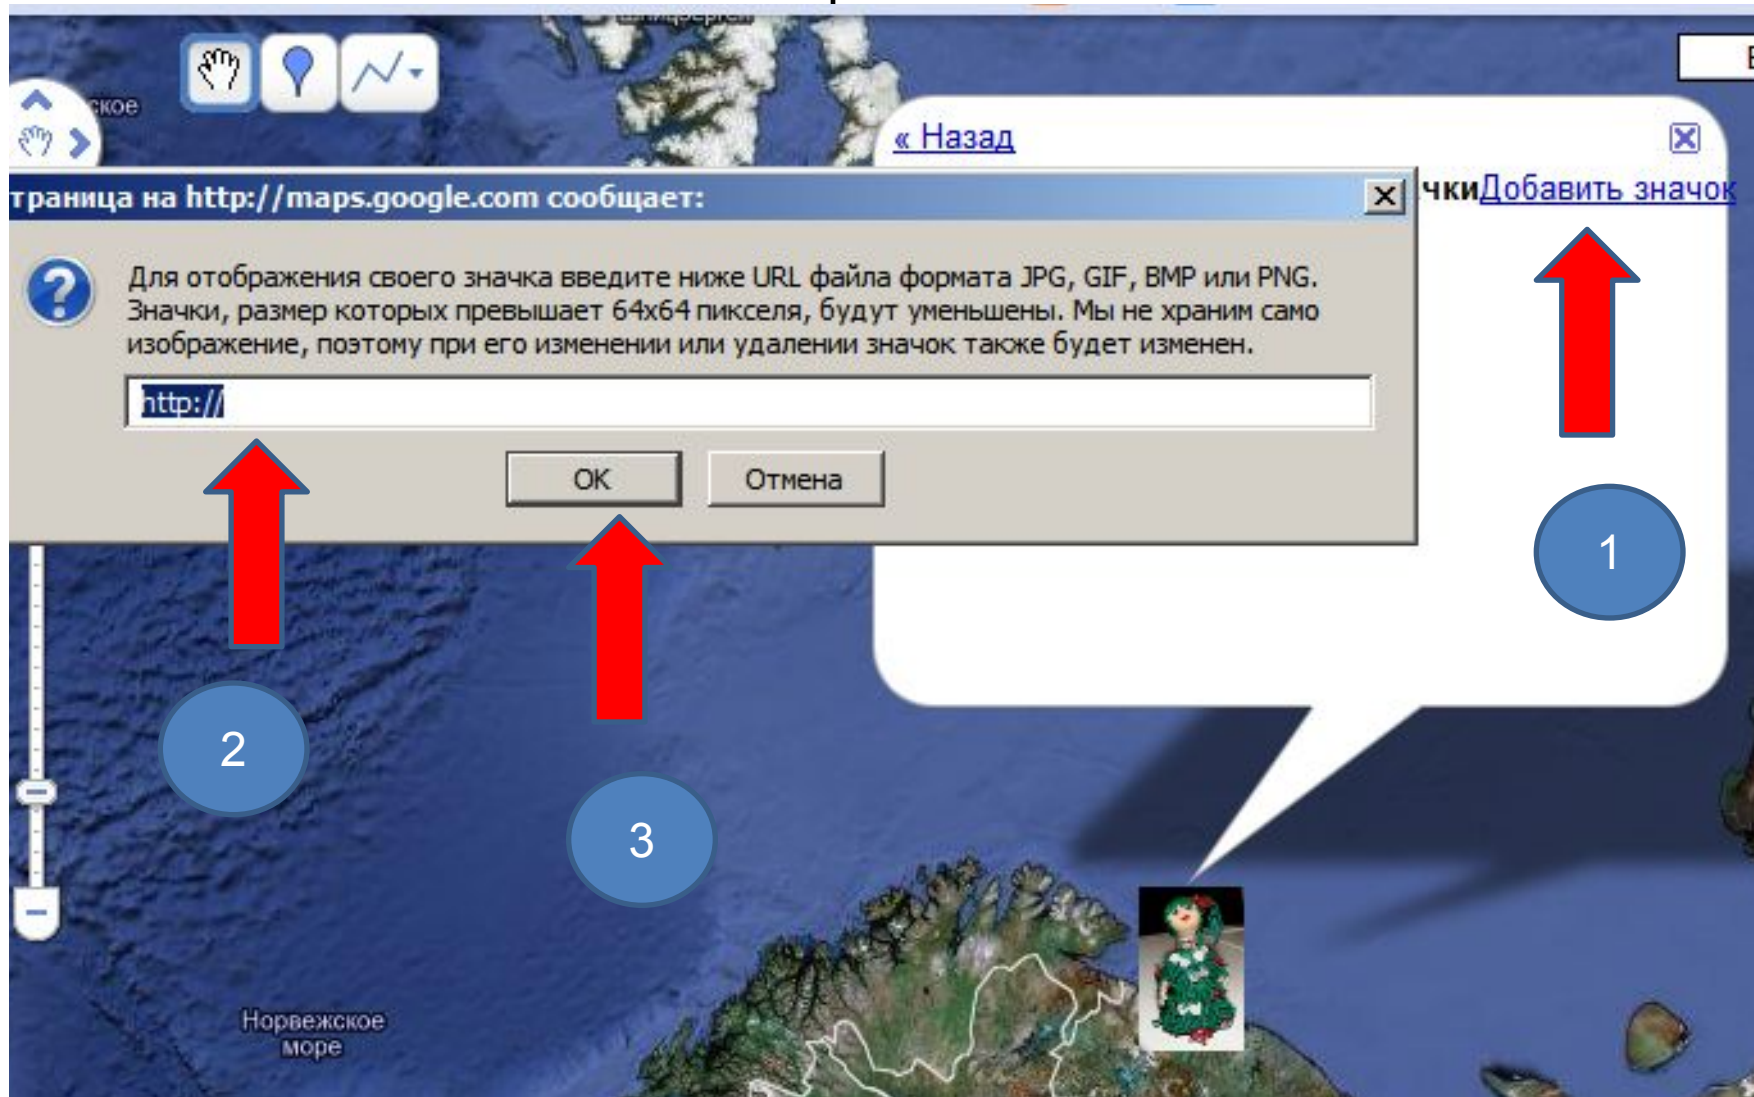 ское
« Назад
чкиДобавить значок
траница на http://maps.google.com сообщает:
Для отображения своего значка введите ниже URL файла формата JPG, GIF, BMP или PNG.
Значки, размер которых превышает 64x64 пикселя, будут уменьшены. Мы не храним само
изображение, поэтому при его изменении или удалении значок также будет изменен.
http://
OK
Отмена
1
2
3
Норвежское
море